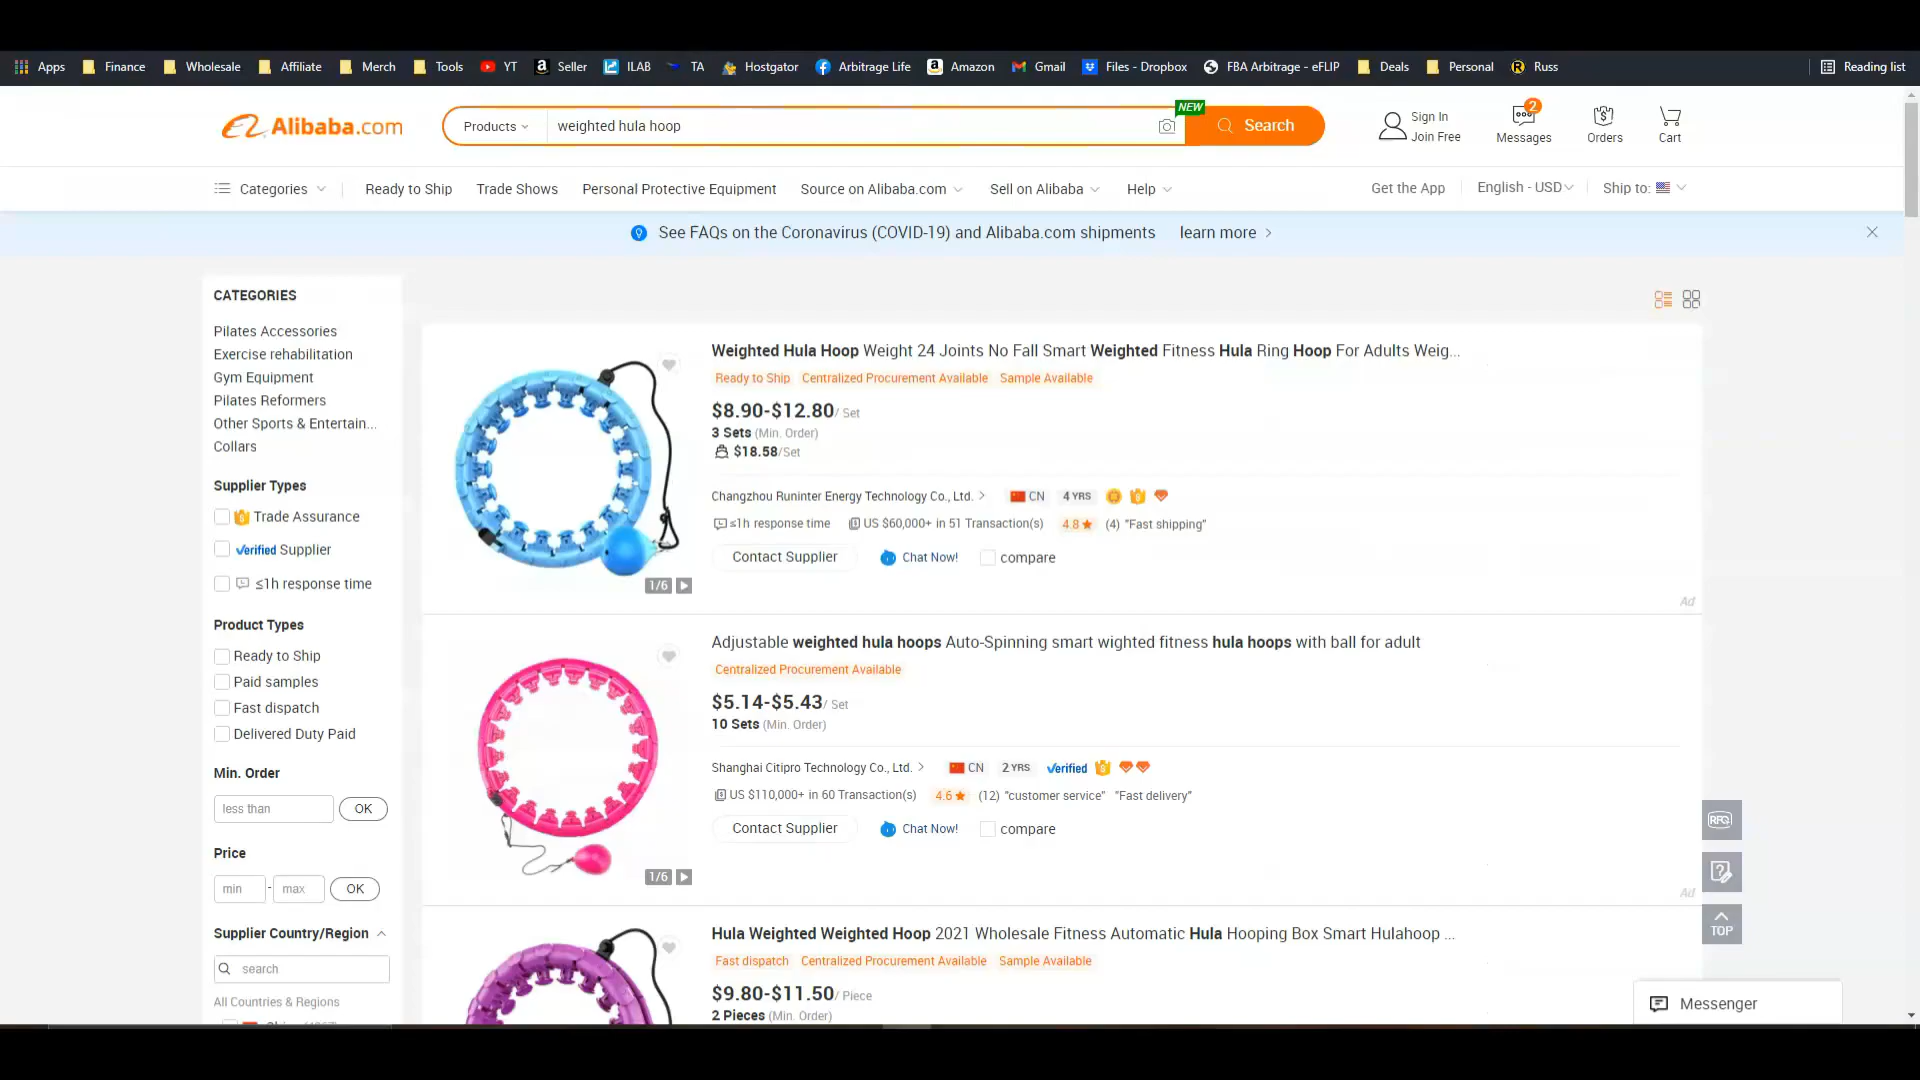 Apps Finance Wholesale Affiliate Merch Tools YT Seller ILAB TA Hostgator Arbitrage Life Amazon Gmail Files - Dropbox FBA Arbitrage - eFLIP Deals Personal Russ Reading list
Alibaba.com Products weighted hula hoop NEW Search Sign In Join Free 2 Messages Orders Cart
Categories Ready to Ship Trade Shows Personal Protective Equipment Source on Alibaba.com Sell on Alibaba Help Get the App English - USD Ship to:
See FAQs on the Coronavirus (COVID-19) and Alibaba.com shipments learn more
CATEGORIES
Pilates Accessories
Exercise rehabilitation
Gym Equipment
Pilates Reformers
Other Sports & Entertain...
Collars
Supplier Types
Trade Assurance
Verified Supplier
≤1h response time
Product Types
Ready to Ship
Paid samples
Fast dispatch
Delivered Duty Paid
Min. Order
less than OK
Price
min - max OK
Supplier Country/Region
search
All Countries & Regions
Weighted Hula Hoop Weight 24 Joints No Fall Smart Weighted Fitness Hula Ring Hoop For Adults Weig...
Ready to Ship Centralized Procurement Available Sample Available
$8.90-$12.80/ Set
3 Sets (Min. Order)
$18.58/Set
Changzhou Runinter Energy Technology Co., Ltd. CN 4 YRS
≤1h response time US $60,000+ in 51 Transaction(s) 4.8 (4) "Fast shipping"
Contact Supplier Chat Now! compare
1/6
Ad
Adjustable weighted hula hoops Auto-Spinning smart wighted fitness hula hoops with ball for adult
Centralized Procurement Available
$5.14-$5.43/ Set
10 Sets (Min. Order)
Shanghai Citipro Technology Co., Ltd. CN 2 YRS Verified
US $110,000+ in 60 Transaction(s) 4.6 (12) "customer service" "Fast delivery"
Contact Supplier Chat Now! compare
1/6
Ad
Hula Weighted Weighted Hoop 2021 Wholesale Fitness Automatic Hula Hooping Box Smart Hulahoop ...
Fast dispatch Centralized Procurement Available Sample Available
$9.80-$11.50/ Piece
2 Pieces (Min. Order)
RFQ
TOP
Messenger